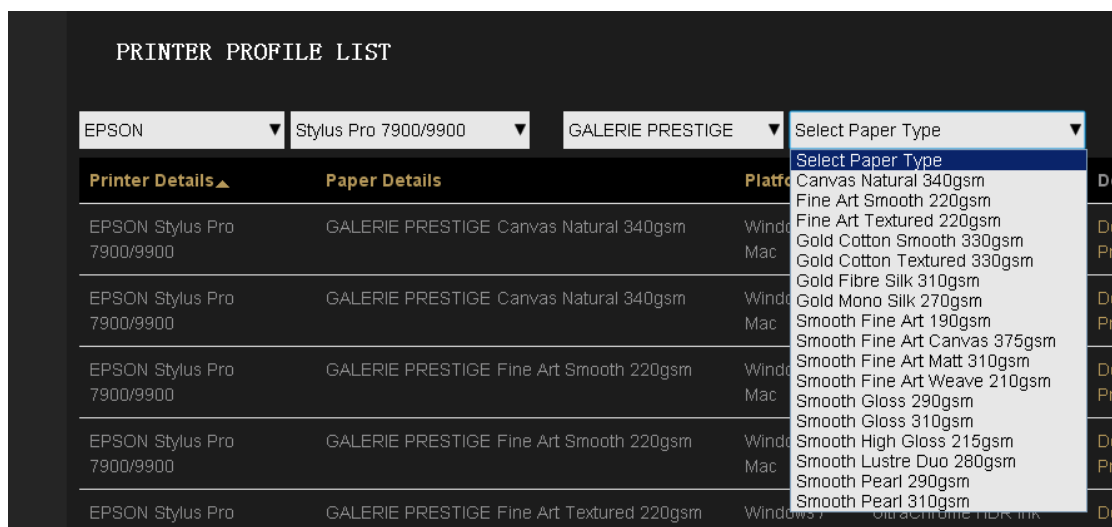 PRINTER PROFILE LIST
EPSON ▼ Stylus Pro 7900/9900 ▼ GALERIE PRESTIGE ▼ Select Paper Type ▼
Printer Details▲ Paper Details
EPSON Stylus Pro GALERIE PRESTIGE Canvas Natural 340gsm
7900/9900 Mac
EPSON Stylus Pro GALERIE PRESTIGE Canvas Natural 340gsm
7900/9900 Mac
EPSON Stylus Pro GALERIE PRESTIGE Fine Art Smooth 220gsm
7900/9900 Mac
EPSON Stylus Pro GALERIE PRESTIGE Fine Art Smooth 220gsm
7900/9900 Mac
EPSON Stylus Pro GALERIE PRESTIGE Fine Art Textured 220gsm
Select Paper Type
Canvas Natural 340gsm
Fine Art Smooth 220gsm
Fine Art Textured 220gsm
Gold Cotton Smooth 330gsm
Gold Cotton Textured 330gsm
Gold Fibre Silk 310gsm
Gold Mono Silk 270gsm
Smooth Fine Art 190gsm
Smooth Fine Art Canvas 375gsm
Smooth Fine Art Matt 310gsm
Smooth Fine Art Weave 210gsm
Smooth Gloss 290gsm
Smooth Gloss 310gsm
Smooth High Gloss 215gsm
Smooth Lustre Duo 280gsm
Smooth Pearl 290gsm
Smooth Pearl 310gsm